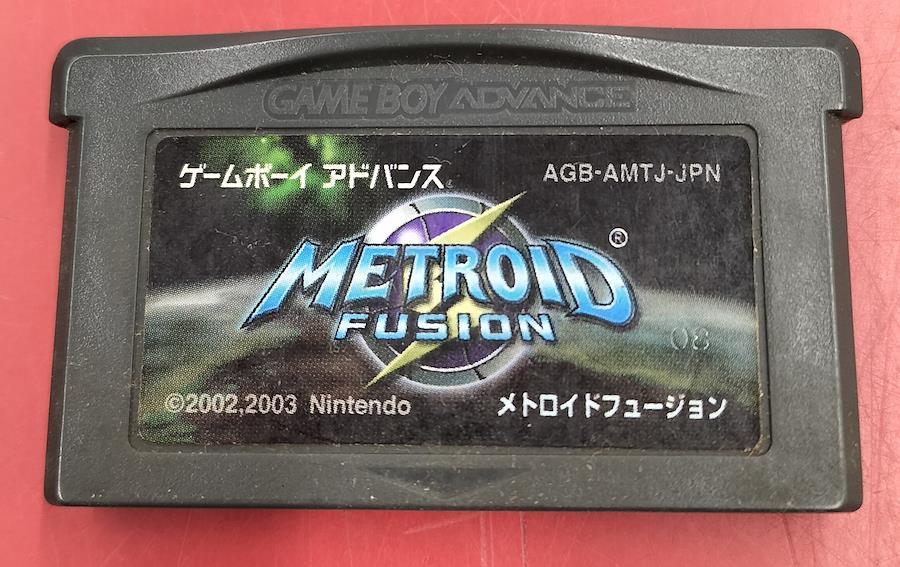 GAME BOY ADVANCE
ゲームボーイ アドバンス
AGB-AMTJ-JPN
METROID®
FUSION
08
©2002,2003 Nintendo
メトロイドフュージョン